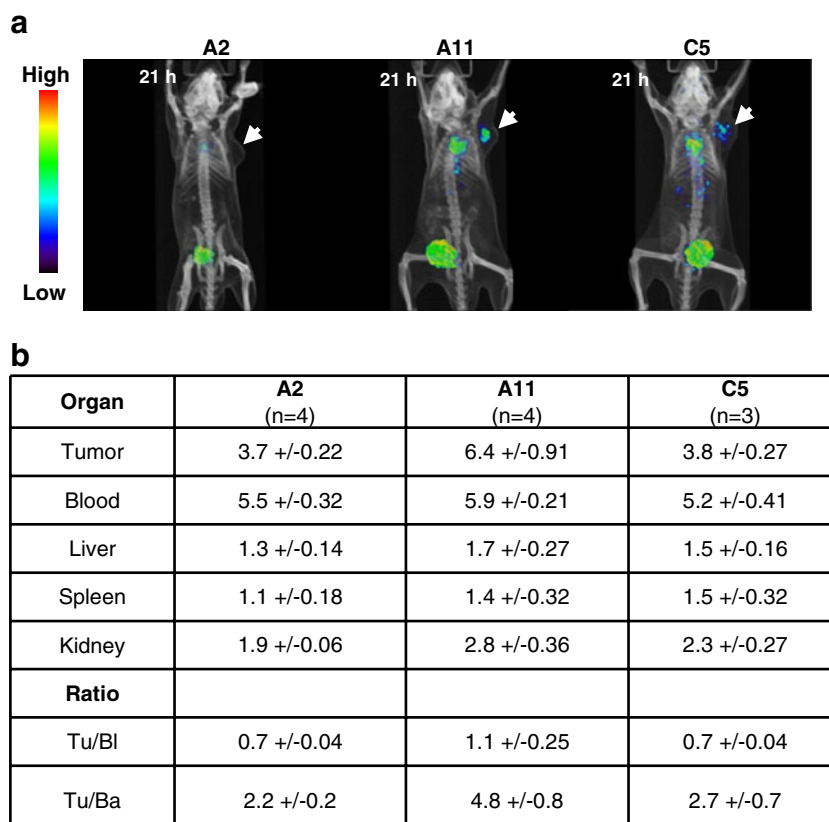 a
A2 A11 C5
High 21 h 21 h 21 h
Low
b
Organ A2 (n=4) A11 (n=4) C5 (n=3)
Tumor 3.7 +/-0.22 6.4 +/-0.91 3.8 +/-0.27
Blood 5.5 +/-0.32 5.9 +/-0.21 5.2 +/-0.41
Liver 1.3 +/-0.14 1.7 +/-0.27 1.5 +/-0.16
Spleen 1.1 +/-0.18 1.4 +/-0.32 1.5 +/-0.32
Kidney 1.9 +/-0.06 2.8 +/-0.36 2.3 +/-0.27
Ratio
Tu/Bl 0.7 +/-0.04 1.1 +/-0.25 0.7 +/-0.04
Tu/Ba 2.2 +/-0.2 4.8 +/-0.8 2.7 +/-0.7